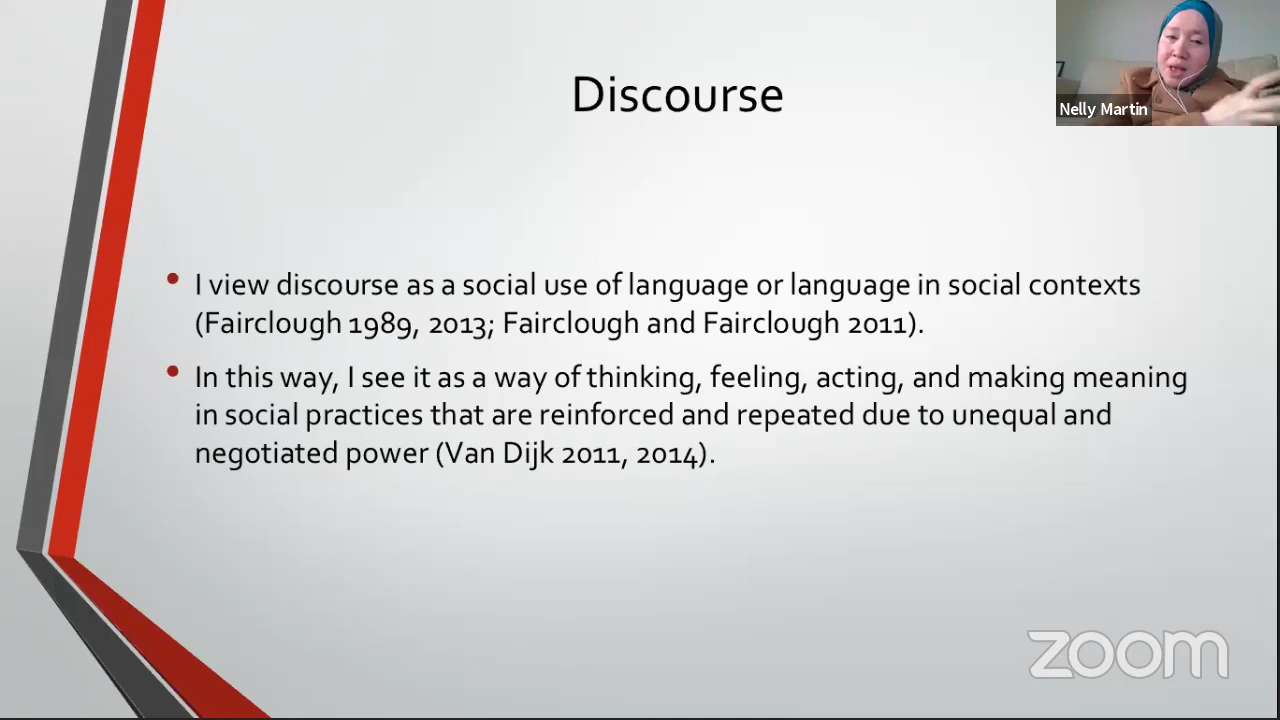 Discourse
Nelly Martin
• I view discourse as a social use of language or language in social contexts
(Fairclough 1989, 2013; Fairclough and Fairclough 2011).
• In this way, I see it as a way of thinking, feeling, acting, and making meaning
in social practices that are reinforced and repeated due to unequal and
negotiated power (Van Dijk 2011, 2014).
zoom